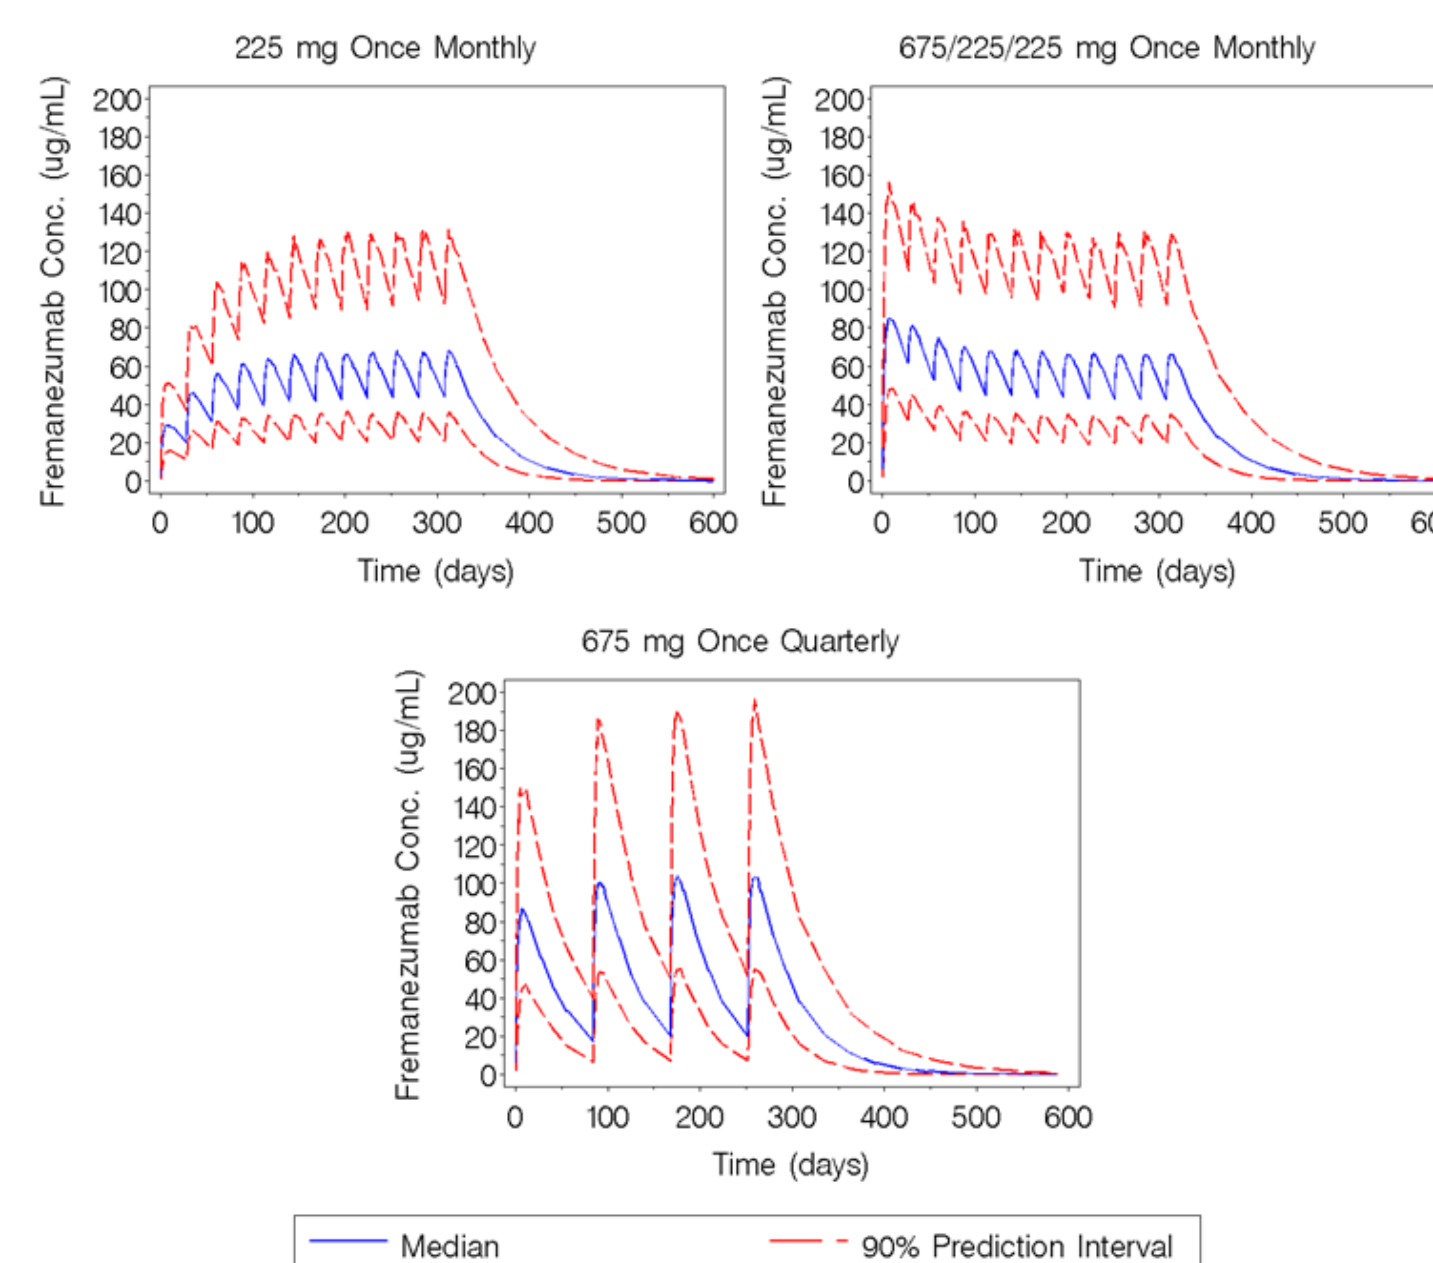 225 mg Once Monthly
Fremanezumab Conc. (ug/mL)
200
180
160
140
120
100
80
60
40
20
0
0 100 200 300 400 500 600
Time (days)
675/225/225 mg Once Monthly
Fremanezumab Conc. (ug/mL)
200
180
160
140
120
100
80
60
40
20
0
0 100 200 300 400 500
Time (days)
675 mg Once Quarterly
Fremanezumab Conc. (ug/mL)
200
180
160
140
120
100
80
60
40
20
0
0 100 200 300 400 500 600
Time (days)
Median 90% Prediction Interval